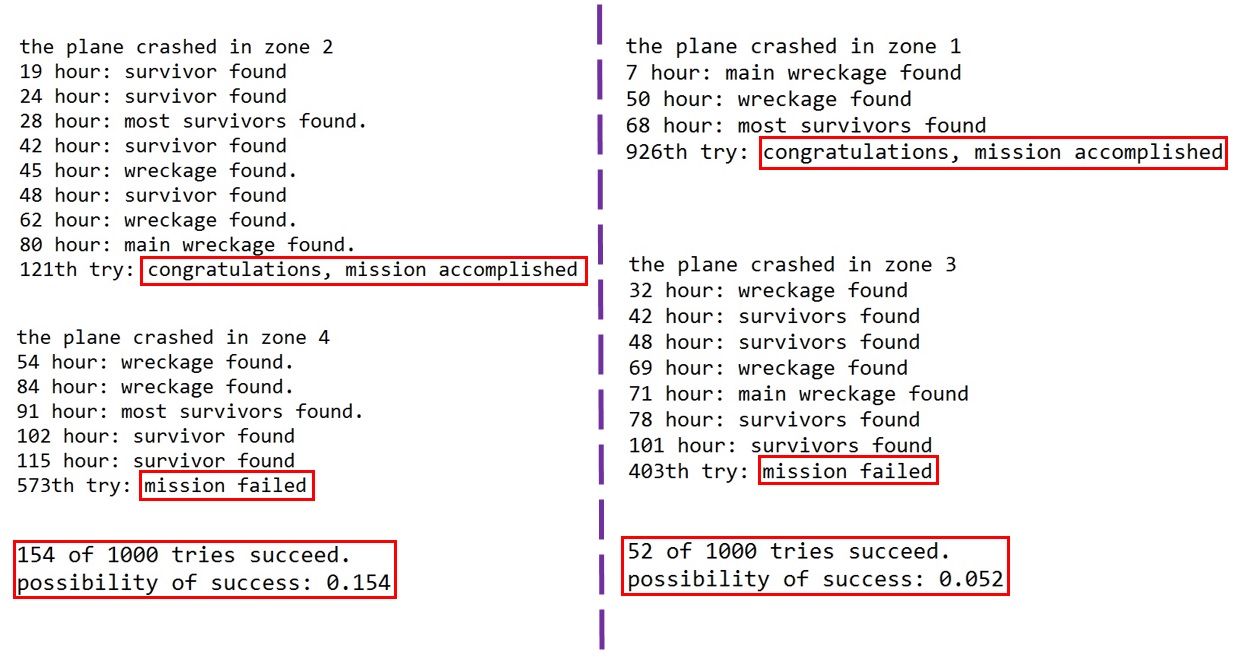 the plane crashed in zone 2
19 hour: survivor found
24 hour: survivor found
28 hour: most survivors found.
42 hour: survivor found
45 hour: wreckage found.
48 hour: survivor found
62 hour: wreckage found.
80 hour: main wreckage found.
121th try: congratulations, mission accomplished
the plane crashed in zone 4
54 hour: wreckage found.
84 hour: wreckage found.
91 hour: most survivors found.
102 hour: survivor found
115 hour: survivor found
573th try: mission failed
154 of 1000 tries succeed.
possibility of success: 0.154
the plane crashed in zone 1
7 hour: main wreckage found
50 hour: wreckage found
68 hour: most survivors found
926th try: congratulations, mission accomplished
the plane crashed in zone 3
32 hour: wreckage found
42 hour: survivors found
48 hour: survivors found
69 hour: wreckage found
71 hour: main wreckage found
78 hour: survivors found
101 hour: survivors found
403th try: mission failed
52 of 1000 tries succeed.
possibility of success: 0.052